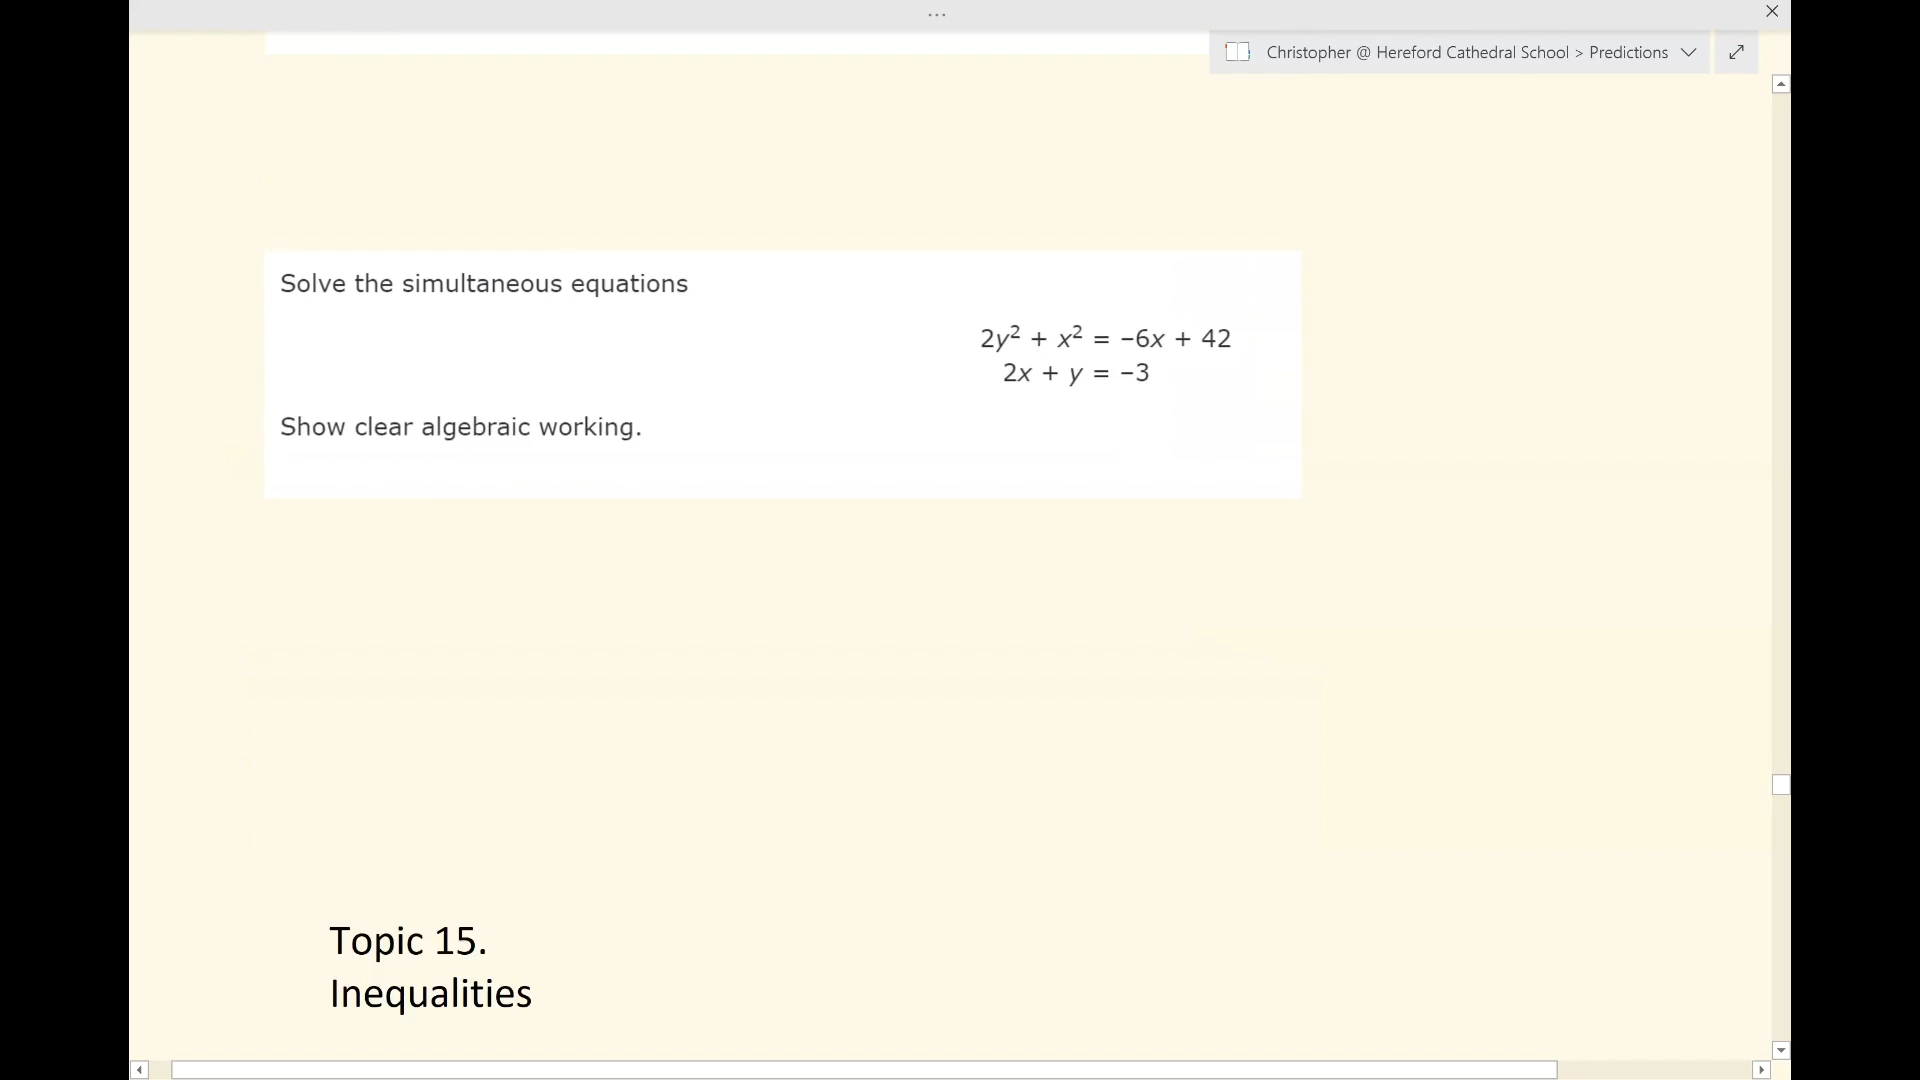 ...
Christopher @ Hereford Cathedral School > Predictions
Solve the simultaneous equations
2y² + x² = –6x + 42
2x + y = –3
Show clear algebraic working.
Topic 15.
Inequalities